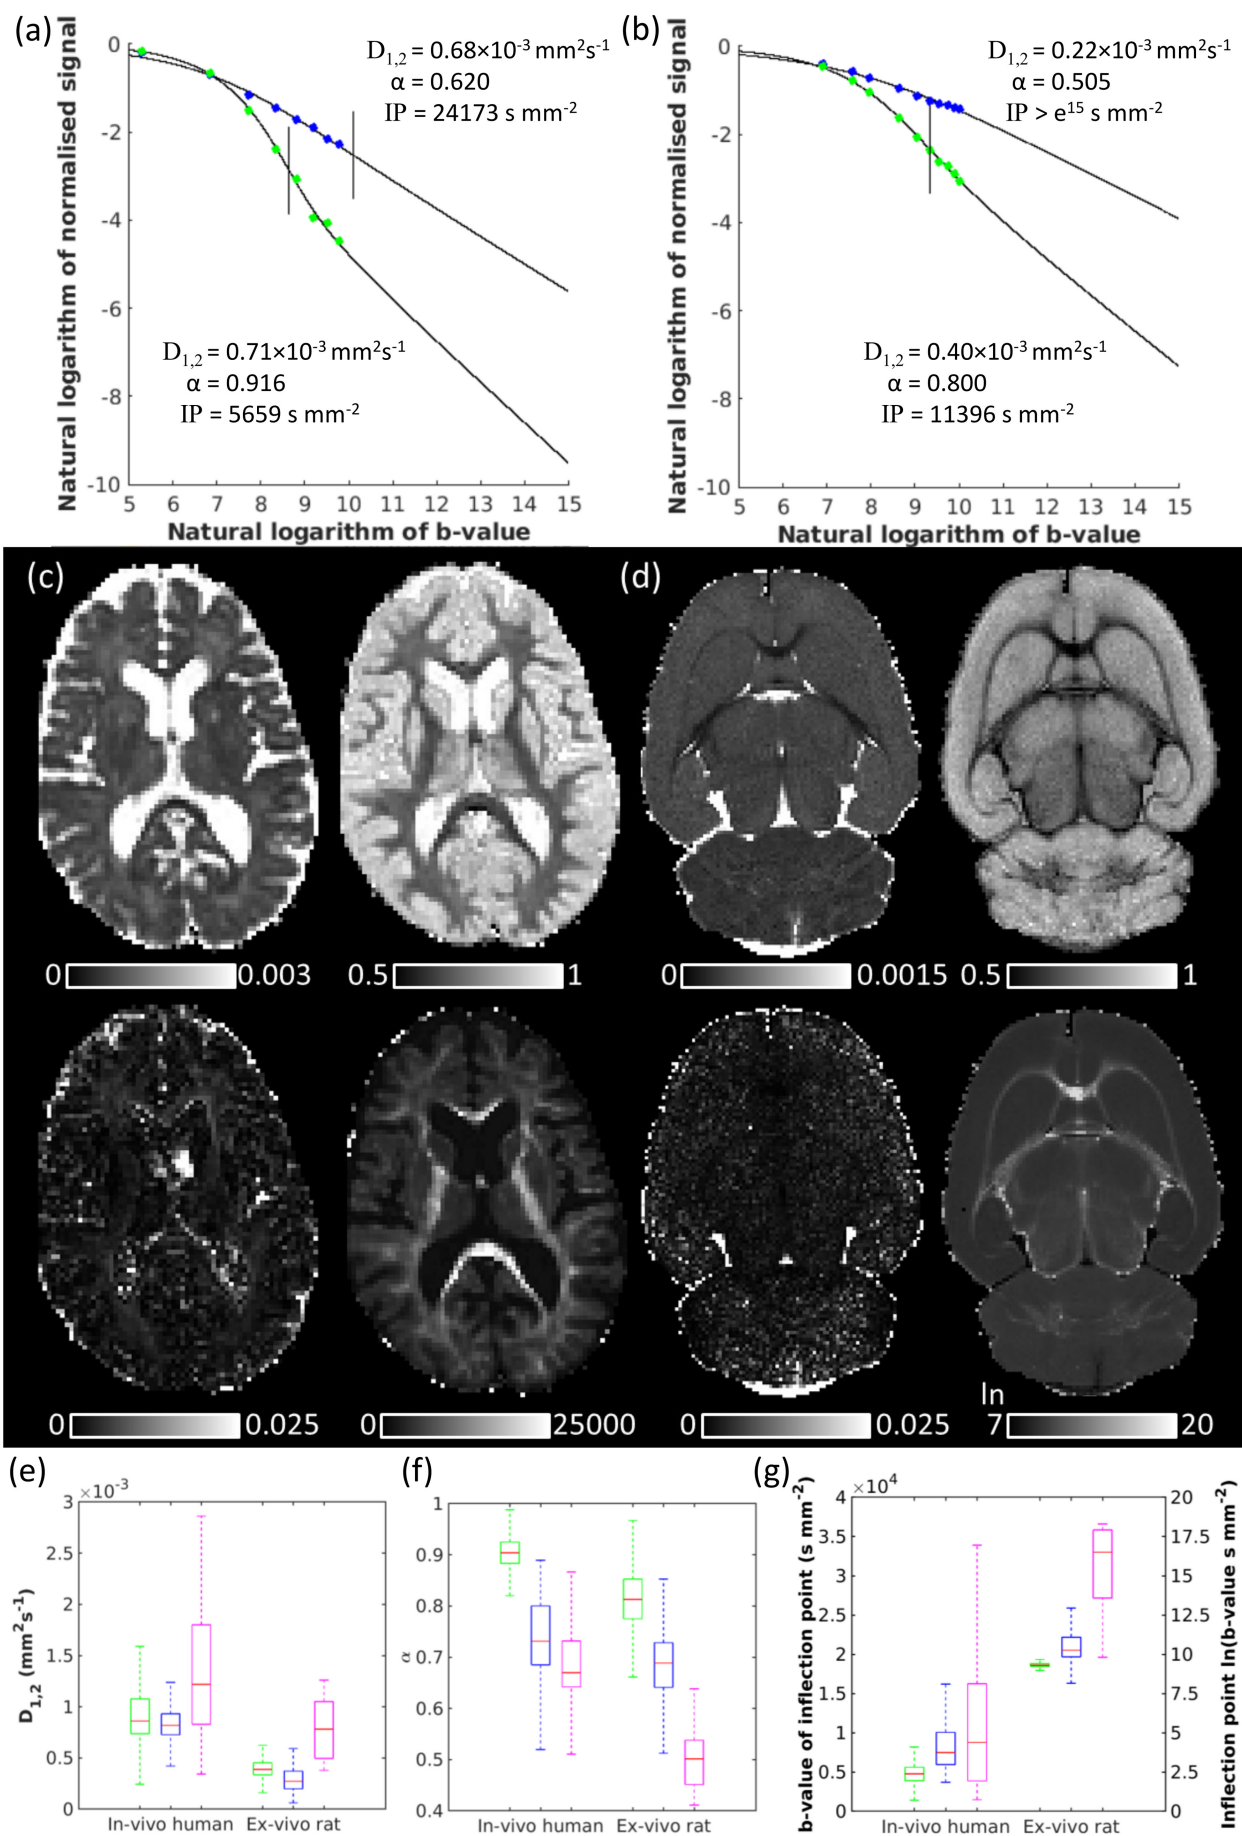 (a)
D1,2 = 0.68×10-3 mm2s-1
α = 0.620
IP = 24173 s mm-2
D1,2 = 0.71×10-3 mm2s-1
α = 0.916
IP = 5659 s mm-2
Natural logarithm of normalised signal
0
-2
-4
-6
-8
-10
5 6 7 8 9 10 11 12 13 14 15
Natural logarithm of b-value
(b)
D1,2 = 0.22×10-3 mm2s-1
α = 0.505
IP > e15 s mm-2
D1,2 = 0.40×10-3 mm2s-1
α = 0.800
IP = 11396 s mm-2
Natural logarithm of normalised signal
0
-2
-4
-6
-8
-10
5 6 7 8 9 10 11 12 13 14 15
Natural logarithm of b-value
(c)
(d)
0 0.003 0.5 1 0 0.0015 0.5 1
0 0.025 0 25000 0 0.025 ln 7 20
(e)
×10-3
3
2.5
2
1.5
1
0.5
0
D1,2 (mm2s-1)
In-vivo human Ex-vivo rat
(f)
1
0.9
0.8
0.7
0.6
0.5
0.4
α
In-vivo human Ex-vivo rat
(g)
×104
4
3.5
3
2.5
2
1.5
1
0.5
0
b-value of inflection point (s mm-2)
20
17.5
15
12.5
10
7.5
5
2.5
0
Inflection point ln(b-value s mm-2)
In-vivo human Ex-vivo rat